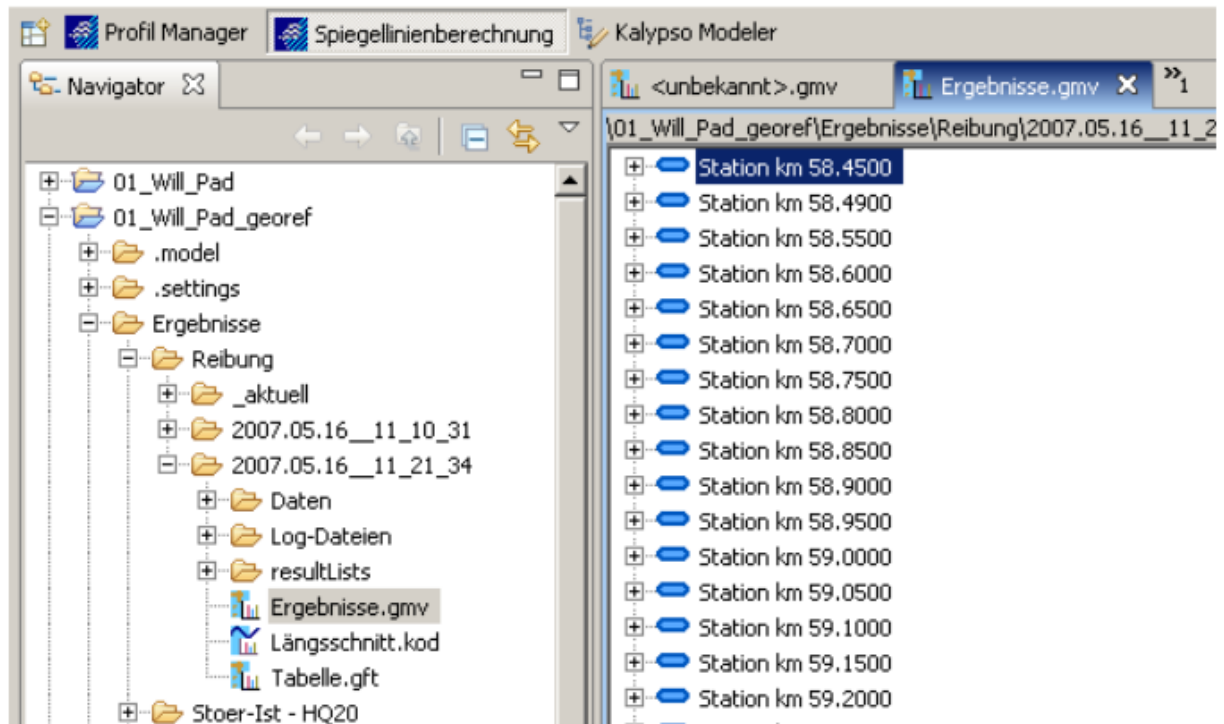 Profil Manager
Spiegellinienberechnung
Kalypso Modeler
Navigator
01_Will_Pad
01_Will_Pad_georef
.model
.settings
Ergebnisse
Reibung
_aktuell
2007.05.16__11_10_31
2007.05.16__11_21_34
Daten
Log-Dateien
resultLists
Ergebnisse.gmv
Längsschnitt.kod
Tabelle.gft
Stoer-Ist - HQ20
<unbekannt>.gmv
Ergebnisse.gmv
»1
\01_Will_Pad_georef\Ergebnisse\Reibung\2007.05.16__11_2
Station km 58.4500
Station km 58.4900
Station km 58.5500
Station km 58.6000
Station km 58.6500
Station km 58.7000
Station km 58.7500
Station km 58.8000
Station km 58.8500
Station km 58.9000
Station km 58.9500
Station km 59.0000
Station km 59.0500
Station km 59.1000
Station km 59.1500
Station km 59.2000